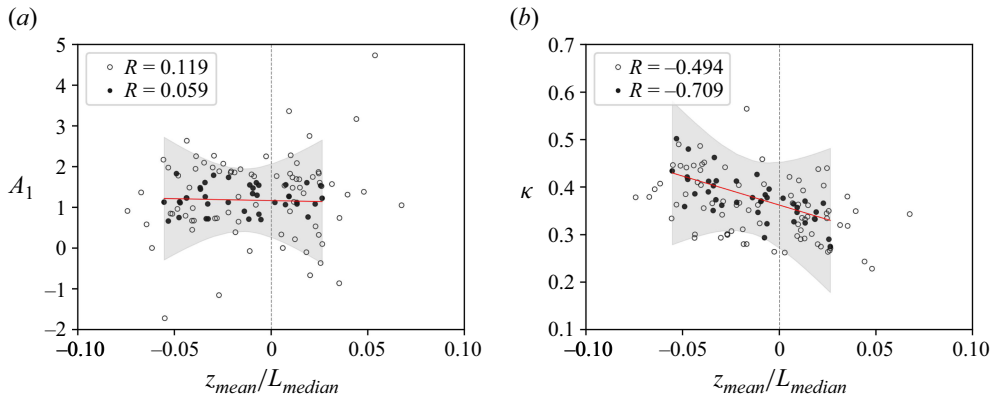 (a)
5
R = 0.119
R = 0.059
4
3
2
A1
1
0
–1
–2
–0.10
–0.05
0
0.05
0.10
zmean/Lmedian
(b)
0.7
R = –0.494
R = –0.709
0.6
0.5
κ
0.4
0.3
0.2
0.1
–0.10
–0.05
0
0.05
0.10
zmean/Lmedian